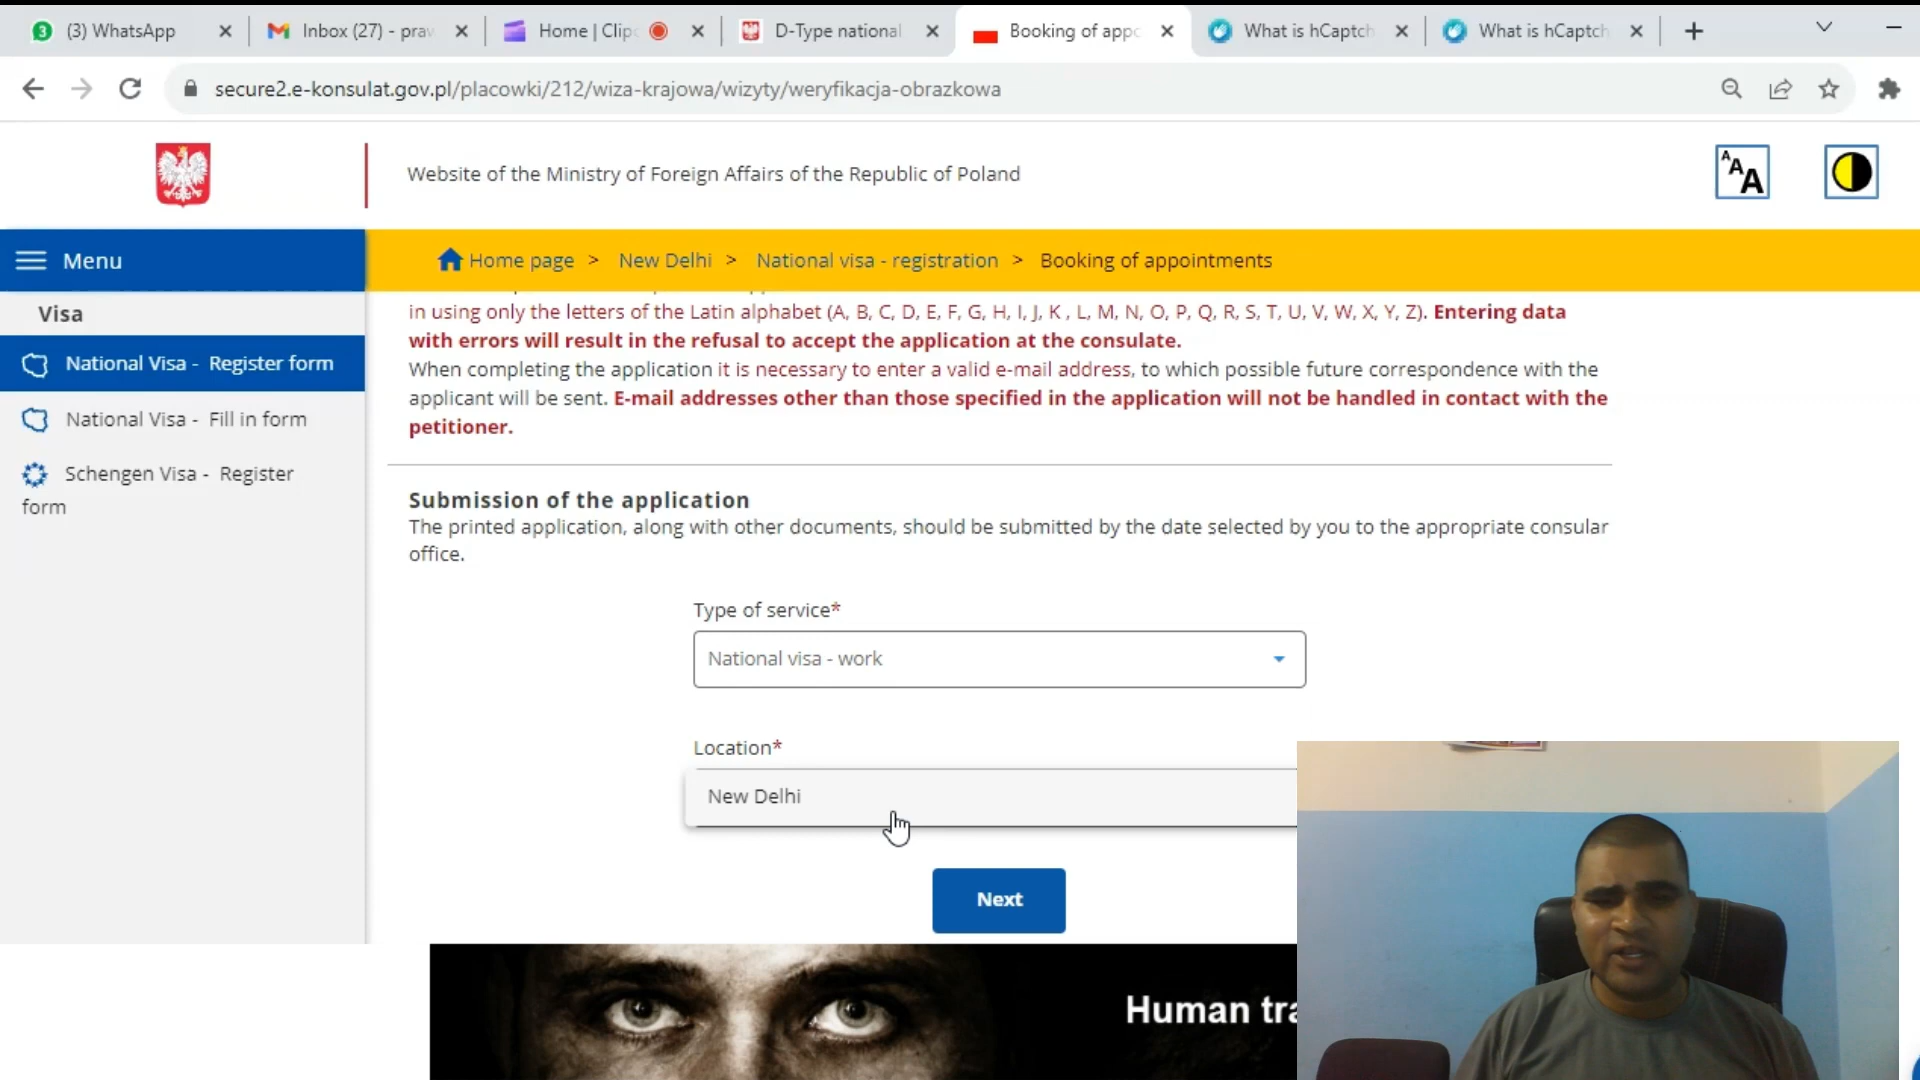 3 (3) WhatsApp
Inbox (27) - prav
Home | Clip
D-Type national
Booking of appo
What is hCaptch
What is hCaptch
secure2.e-konsulat.gov.pl/placowki/212/wiza-krajowa/wizyty/weryfikacja-obrazkowa
Website of the Ministry of Foreign Affairs of the Republic of Poland
AAA
Menu
Home page > New Delhi > National visa - registration > Booking of appointments
Visa
National Visa - Register form
National Visa - Fill in form
Schengen Visa - Register
form
in using only the letters of the Latin alphabet (A, B, C, D, E, F, G, H, I, J, K , L, M, N, O, P, Q, R, S, T, U, V, W, X, Y, Z). Entering data
with errors will result in the refusal to accept the application at the consulate.
When completing the application it is necessary to enter a valid e-mail address, to which possible future correspondence with the
applicant will be sent. E-mail addresses other than those specified in the application will not be handled in contact with the
petitioner.
Submission of the application
The printed application, along with other documents, should be submitted by the date selected by you to the appropriate consular
office.
Type of service*
National visa - work
Location*
New Delhi
Next
Human tra